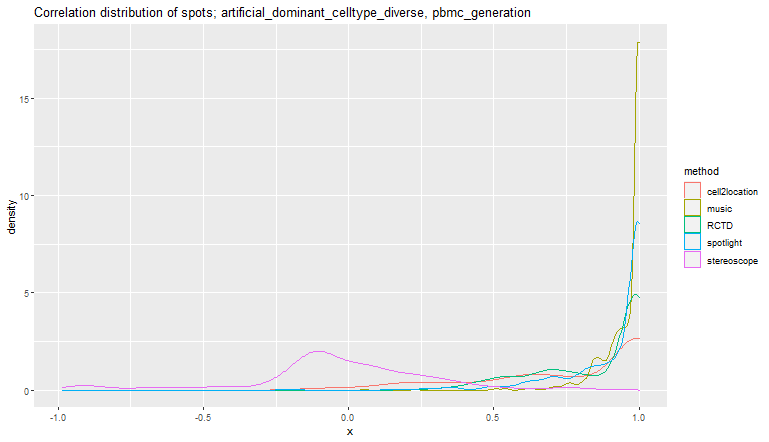 Correlation distribution of spots; artificial_dominant_celltype_diverse, pbmc_generation
15
10
5
0
density
-1.0
-0.5
0.0
0.5
1.0
x
method
cell2location
music
RCTD
spotlight
stereoscope